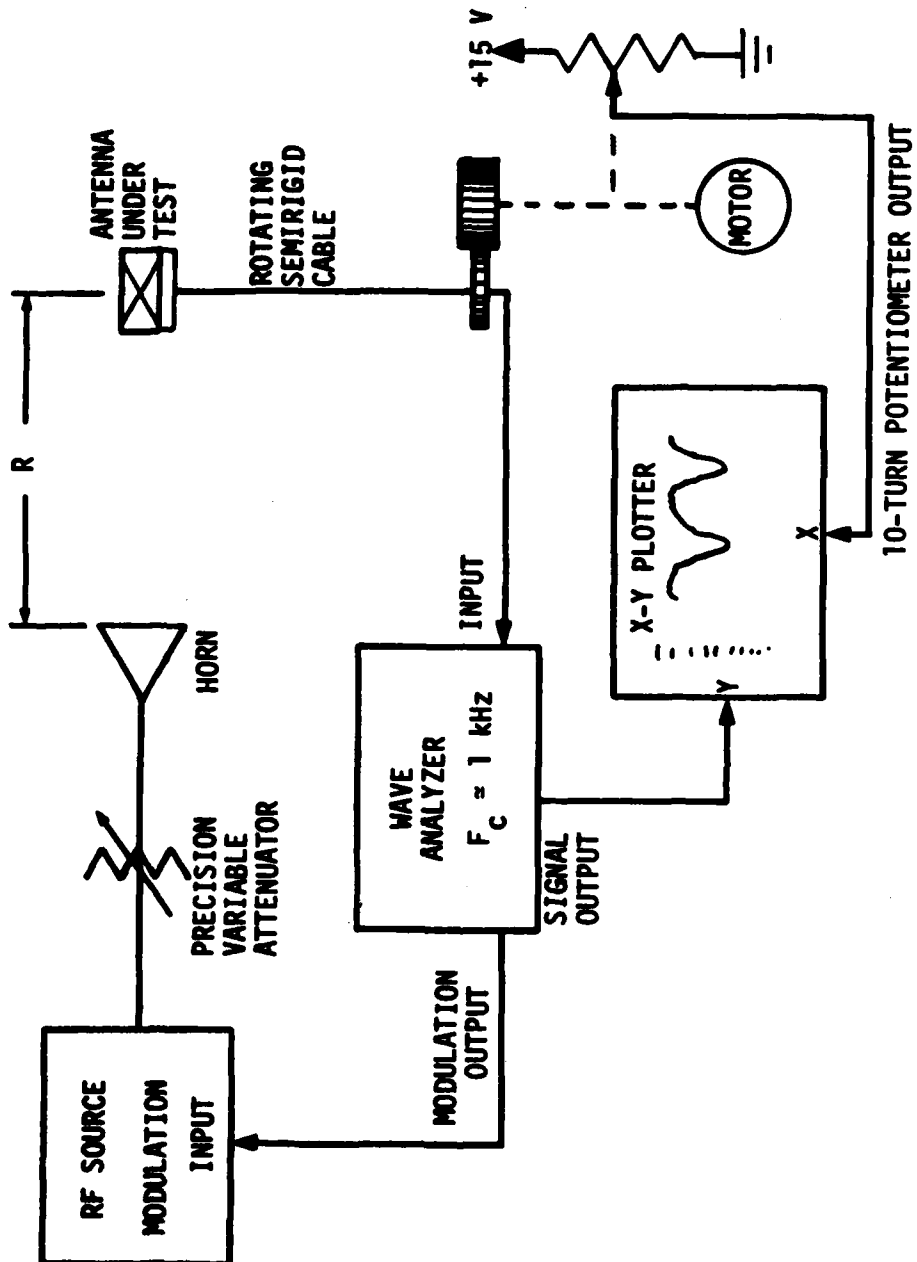 RF SOURCE
MODULATION
INPUT
PRECISION
VARIABLE
ATTENUATOR
HORN
R
ANTENNA
UNDER
TEST
ROTATING
SEMIRIGID
CABLE
MODULATION
OUTPUT
WAVE
ANALYZER
F_c ≃ 1 kHz
SIGNAL
OUTPUT
INPUT
X-Y PLOTTER
Y
X
MOTOR
+15 V
10-TURN POTENTIOMETER OUTPUT